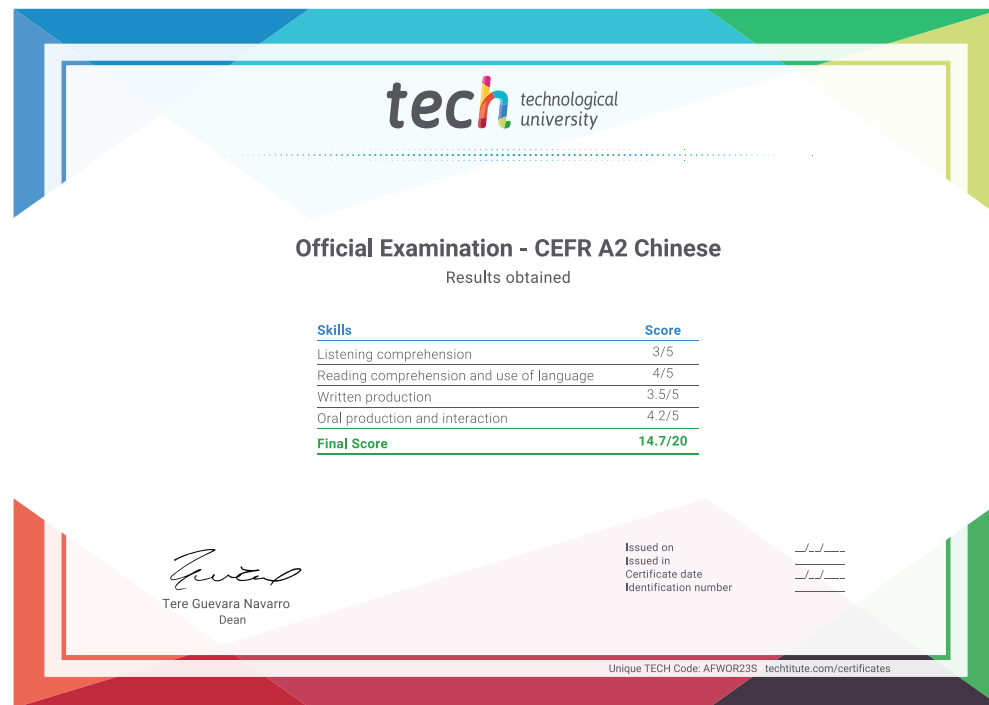 tech technological
university
Official Examination - CEFR A2 Chinese
Results obtained
Skills Score
Listening comprehension 3/5
Reading comprehension and use of language 4/5
Written production 3.5/5
Oral production and interaction 4.2/5
Final Score 14.7/20
Issued on __/__/____
Issued in ________
Certificate date __/__/____
Identification number ________
Tere Guevara Navarro
Dean
Unique TECH Code: AFWOR23S techtitute.com/certificates